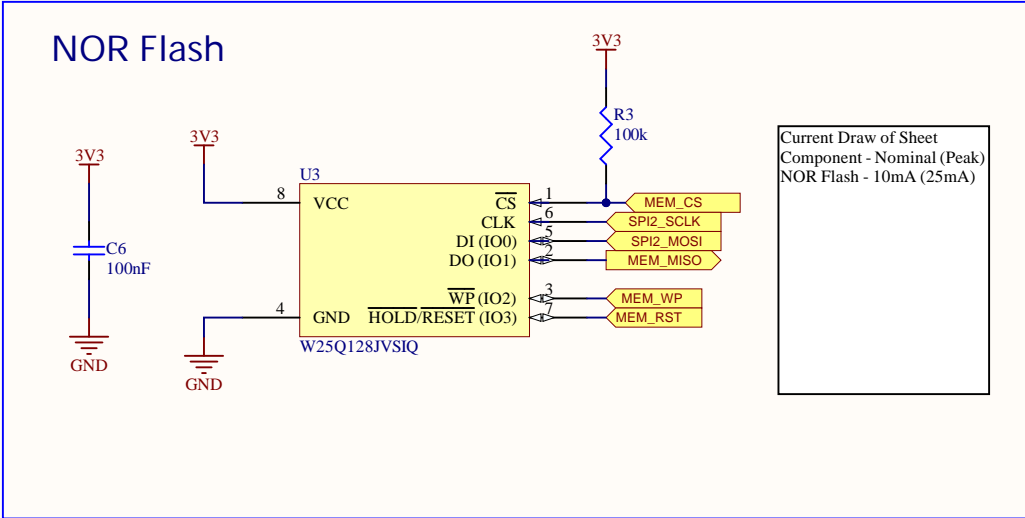 NOR Flash
3V3
R3
100k
3V3
3V3
C6
100nF
GND
U3
8 VCC
4 GND
GND
CS 1
CLK 6
DI (IO0) 5
DO (IO1) 2
WP (IO2) 3
HOLD/RESET (IO3) 7
W25Q128JVSIQ
MEM_CS
SPI2_SCLK
SPI2_MOSI
MEM_MISO
MEM_WP
MEM_RST
Current Draw of Sheet
Component - Nominal (Peak)
NOR Flash - 10mA (25mA)